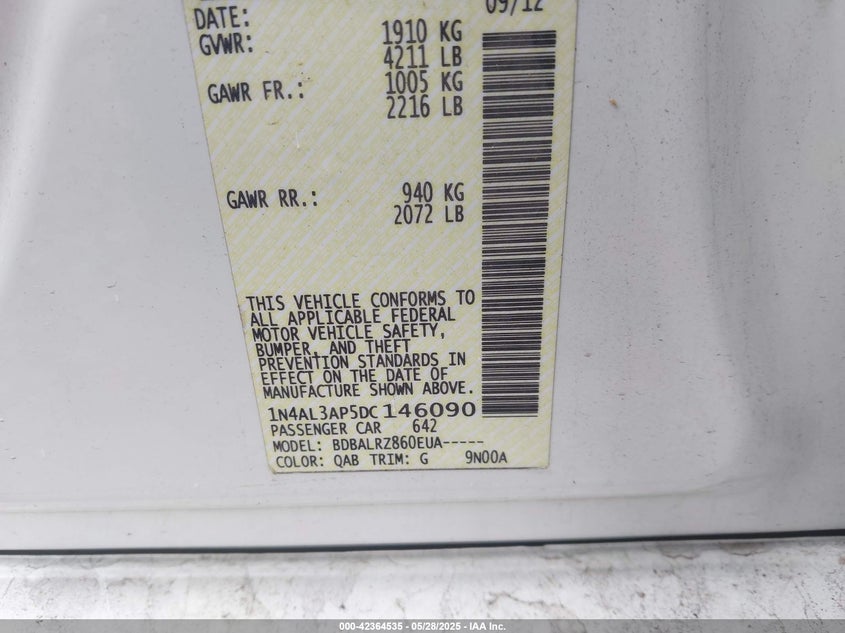 DATE: 09/12
GVWR: 1910 KG
4211 LB
GAWR FR.: 1005 KG
2216 LB
GAWR RR.: 940 KG
2072 LB
THIS VEHICLE CONFORMS TO
ALL APPLICABLE FEDERAL
MOTOR VEHICLE SAFETY,
BUMPER, AND THEFT
PREVENTION STANDARDS IN
EFFECT ON THE DATE OF
MANUFACTURE SHOWN ABOVE.
1N4AL3AP5DC146090
PASSENGER CAR 642
MODEL: BDBALRZ860EUA-----
COLOR: QAB TRIM: G 9N00A
000-42364535 - 05/28/2025 - IAA Inc.